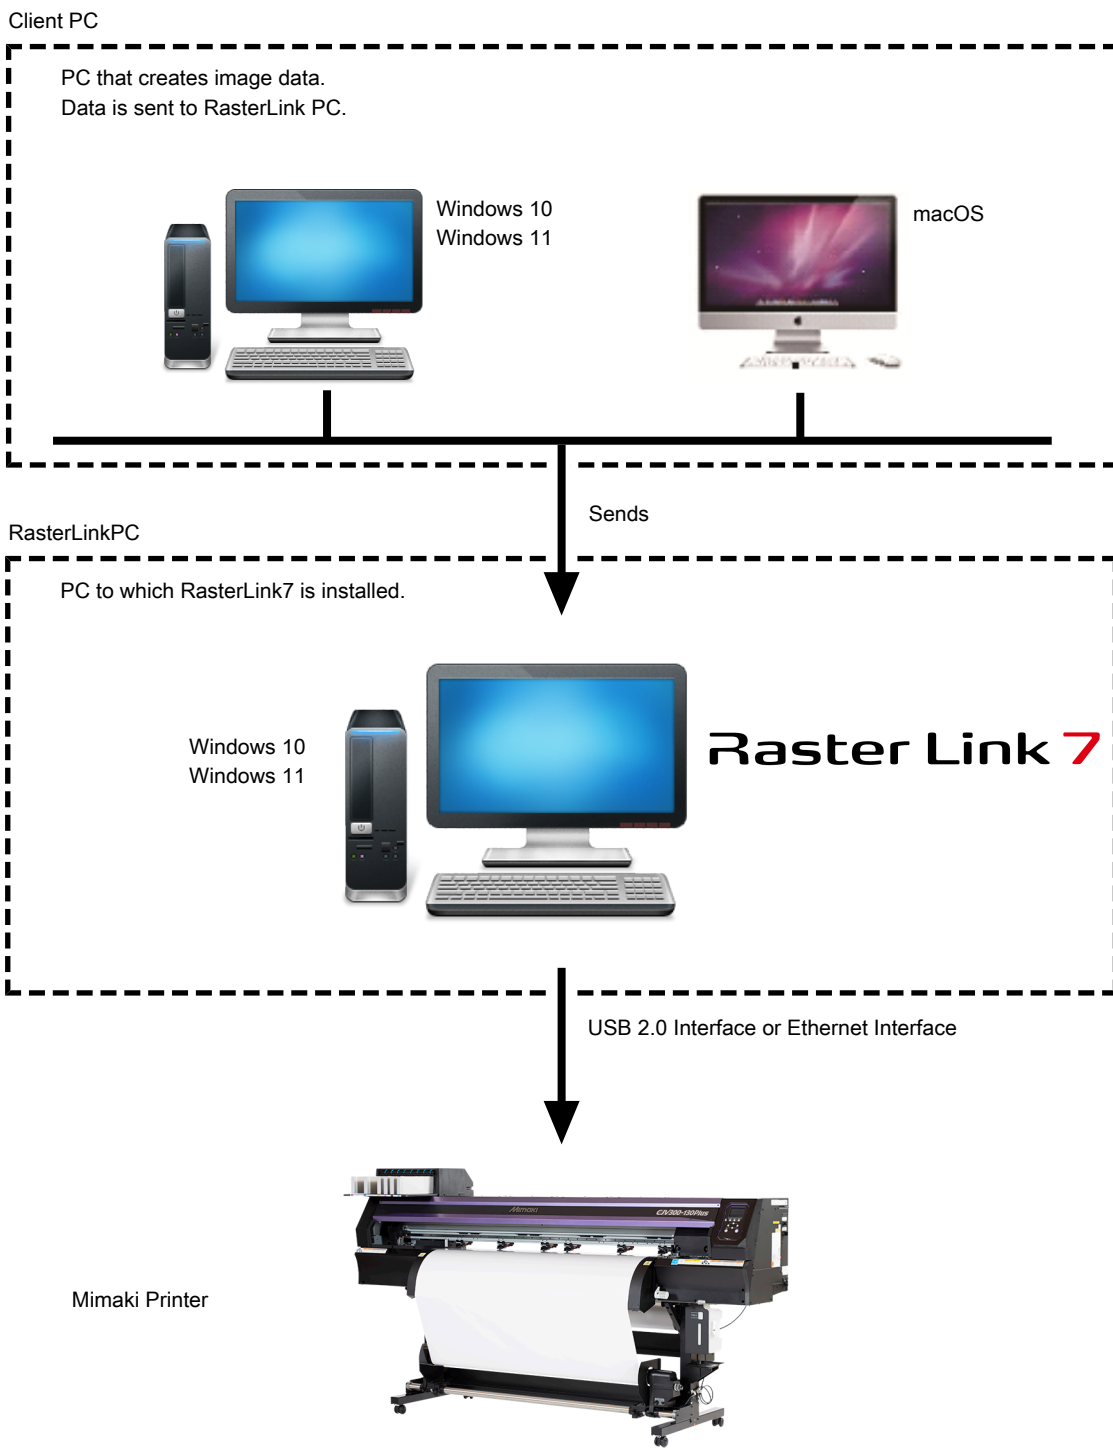 Client PC
PC that creates image data.
Data is sent to RasterLink PC.
Windows 10
Windows 11
macOS
Sends
RasterLinkPC
PC to which RasterLink7 is installed.
Windows 10
Windows 11
Raster Link 7
USB 2.0 Interface or Ethernet Interface
Mimaki
CJV300-130Plus
Mimaki Printer